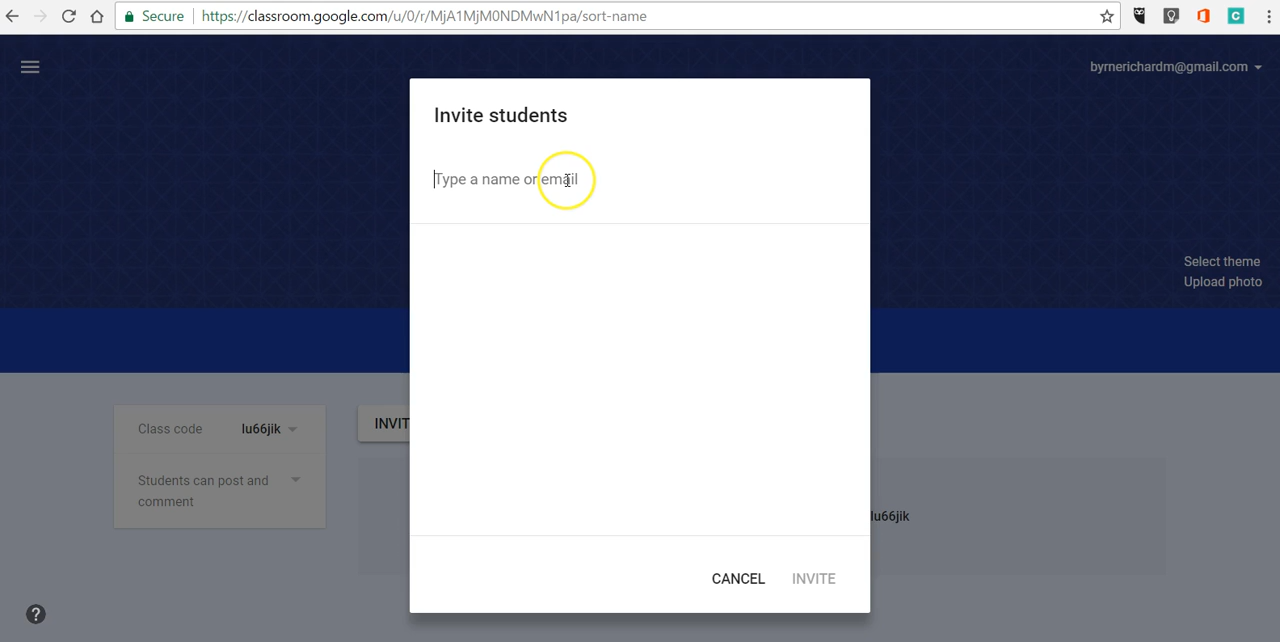 Secure https://classroom.google.com/u/0/r/MjA1MjM0NDMwN1pa/sort-name
C
byrnerichardm@gmail.com
Invite students
Type a name or email
Select theme
Upload photo
Class code lu66jik
INVIT
Students can post and
comment
lu66jik
CANCEL INVITE
?